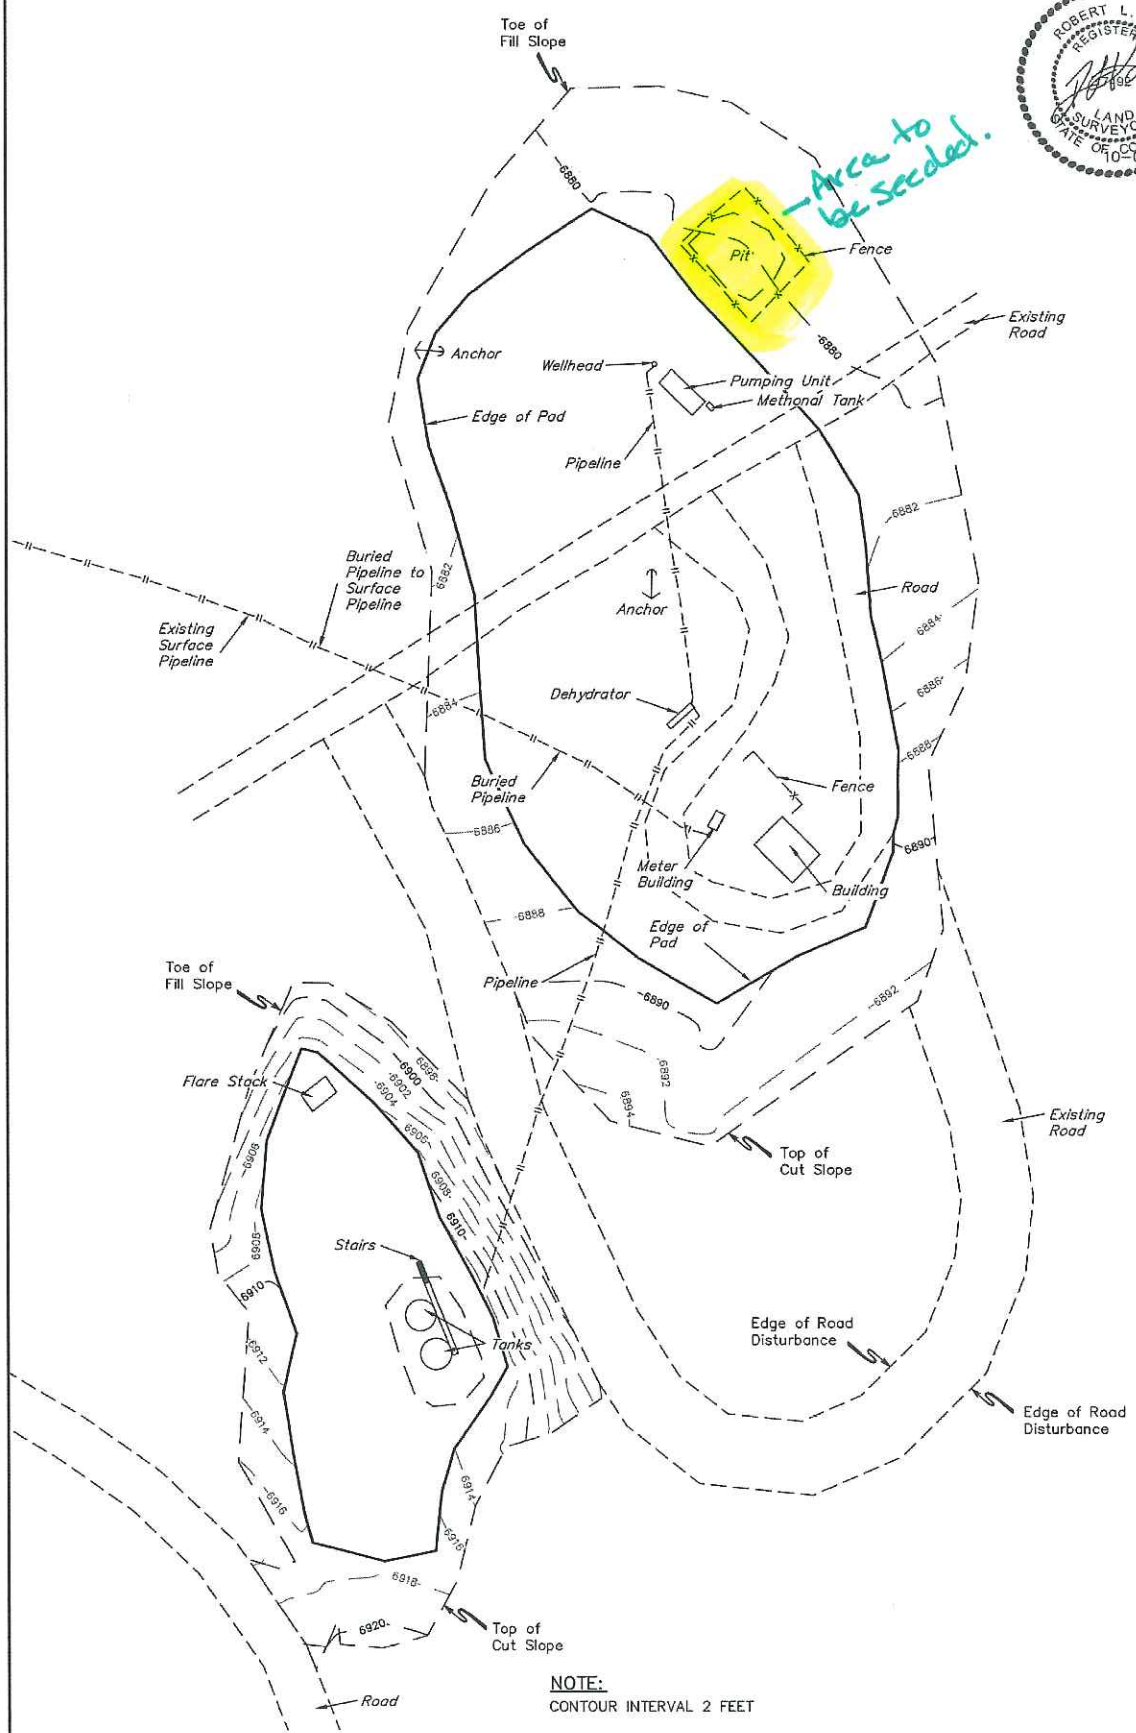 Toe of
Fill Slope
ROBERT L.
LAND
STATE OF
- Area to
be seeded.
6880
Pit
Fence
Existing
Road
6880
Anchor
Wellhead
Pumping Unit
Methonal Tank
Edge of Pad
Pipeline
6882
Buried
Pipeline to
Surface
Pipeline
6882
Road
Anchor
Existing
Surface
Pipeline
6884
6886
Dehydrator
6884
6888
Buried
Pipeline
Fence
6886
6890
Meter
Building
Building
6888
Edge of
Pad
Toe of
Fill Slope
Pipeline
6890
6892
6892
6894
Flare Stack
6898
6900
6902
6904
6906
6906
6908
6910
Existing
Road
Top of
Cut Slope
Stairs
6908
6910
Tanks
6912
6914
6916
Edge of Road
Disturbance
Edge of Road
Disturbance
6914
6916
6918
6920
Top of
Cut Slope
Road
NOTE:
CONTOUR INTERVAL 2 FEET